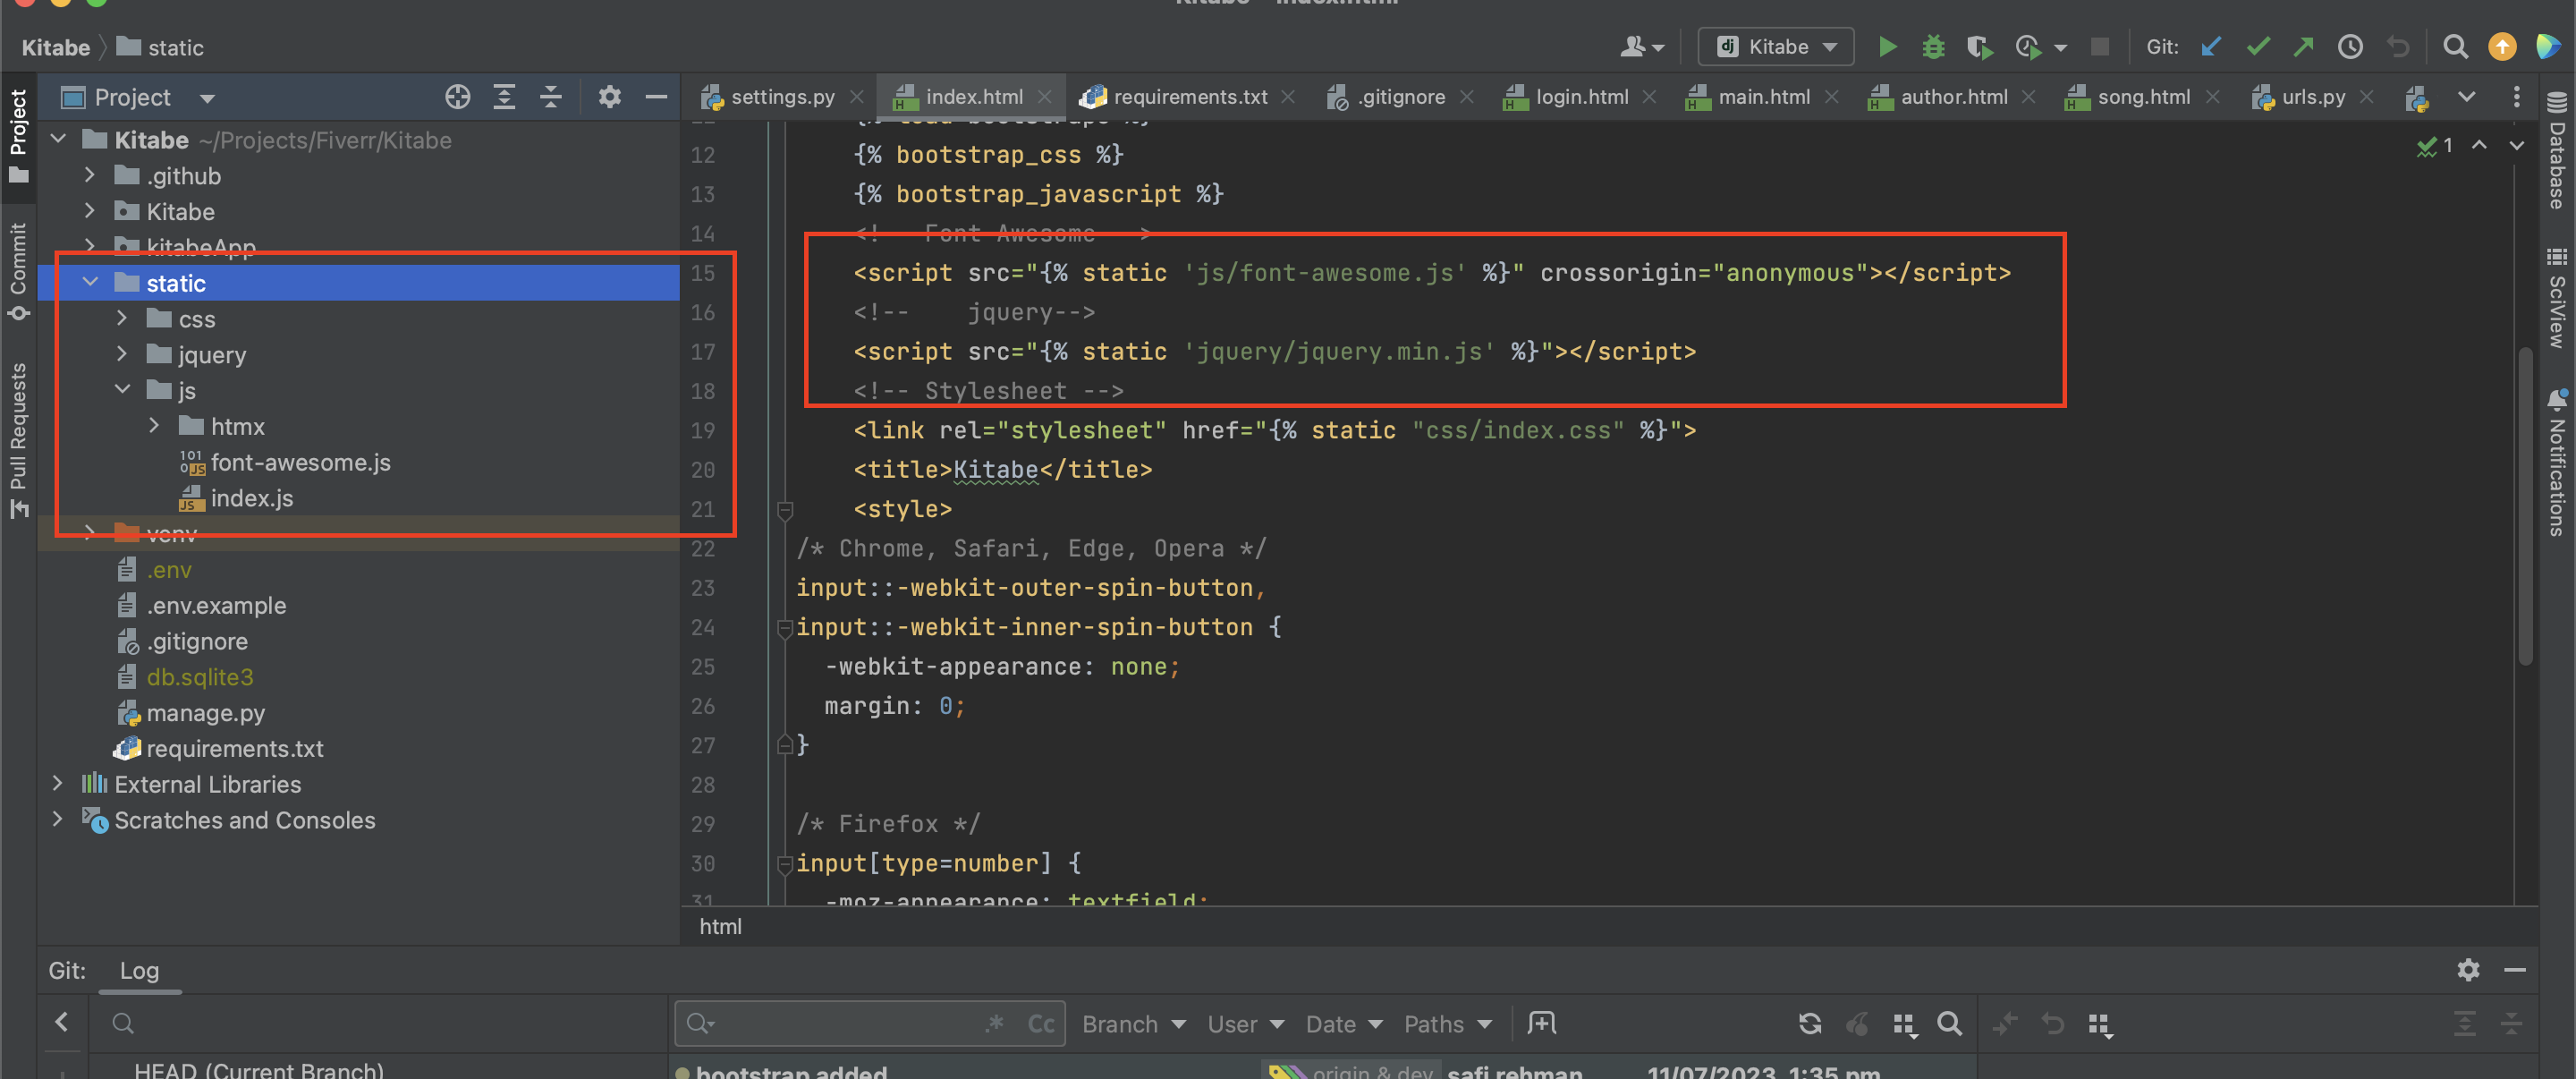 Kitabe – index.html
Kitabe static
Kitabe
Git:
Project
settings.py
index.html
requirements.txt
.gitignore
login.html
main.html
author.html
song.html
urls.py
Project
Commit
Pull Requests
Kitabe ~/Projects/Fiverr/Kitabe
.github
Kitabe
kitabeApp
static
css
jquery
js
htmx
font-awesome.js
index.js
venv
.env
.env.example
.gitignore
db.sqlite3
manage.py
requirements.txt
External Libraries
Scratches and Consoles
11 {% load bootstrap5 %}
12 {% bootstrap_css %}
13 {% bootstrap_javascript %}
14 <!-- Font Awesome -->
15 <script src="{% static 'js/font-awesome.js' %}" crossorigin="anonymous"></script>
16 <!--    jquery-->
17 <script src="{% static 'jquery/jquery.min.js' %}"></script>
18 <!-- Stylesheet -->
19 <link rel="stylesheet" href="{% static "css/index.css" %}">
20 <title>Kitabe</title>
21 <style>
22 /* Chrome, Safari, Edge, Opera */
23 input::-webkit-outer-spin-button,
24 input::-webkit-inner-spin-button {
25   -webkit-appearance: none;
26   margin: 0;
27 }
28
29 /* Firefox */
30 input[type=number] {
31   -moz-appearance: textfield;
1
html
Database
SciView
Notifications
Git: Log
.* Cc Branch User Date Paths
HEAD (Current Branch)
bootstrap added origin & dev safi rehman 11/07/2023, 1:35 pm